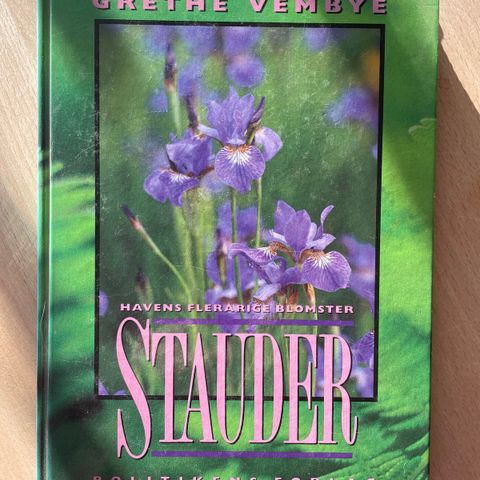 GRETHE VEMBYE
HAVENS FLERÅRIGE BLOMSTER
STAUDER
POLITIKENS FORLAG